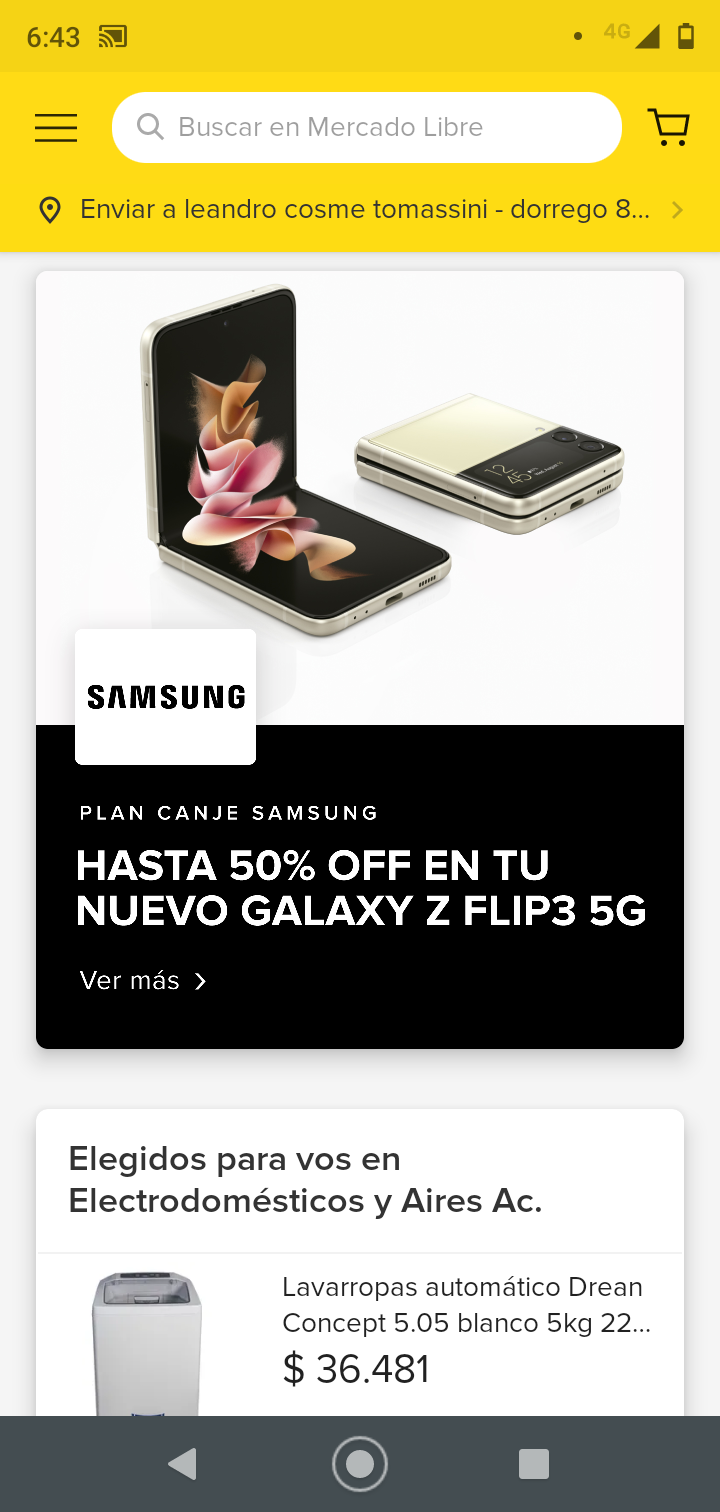 6:43
4G
Buscar en Mercado Libre
Enviar a leandro cosme tomassini - dorrego 8...
12
45
SAMSUNG
PLAN CANJE SAMSUNG
HASTA 50% OFF EN TU
NUEVO GALAXY Z FLIP3 5G
Ver más
Elegidos para vos en
Electrodomésticos y Aires Ac.
Lavarropas automático Drean
Concept 5.05 blanco 5kg 22...
$ 36.481